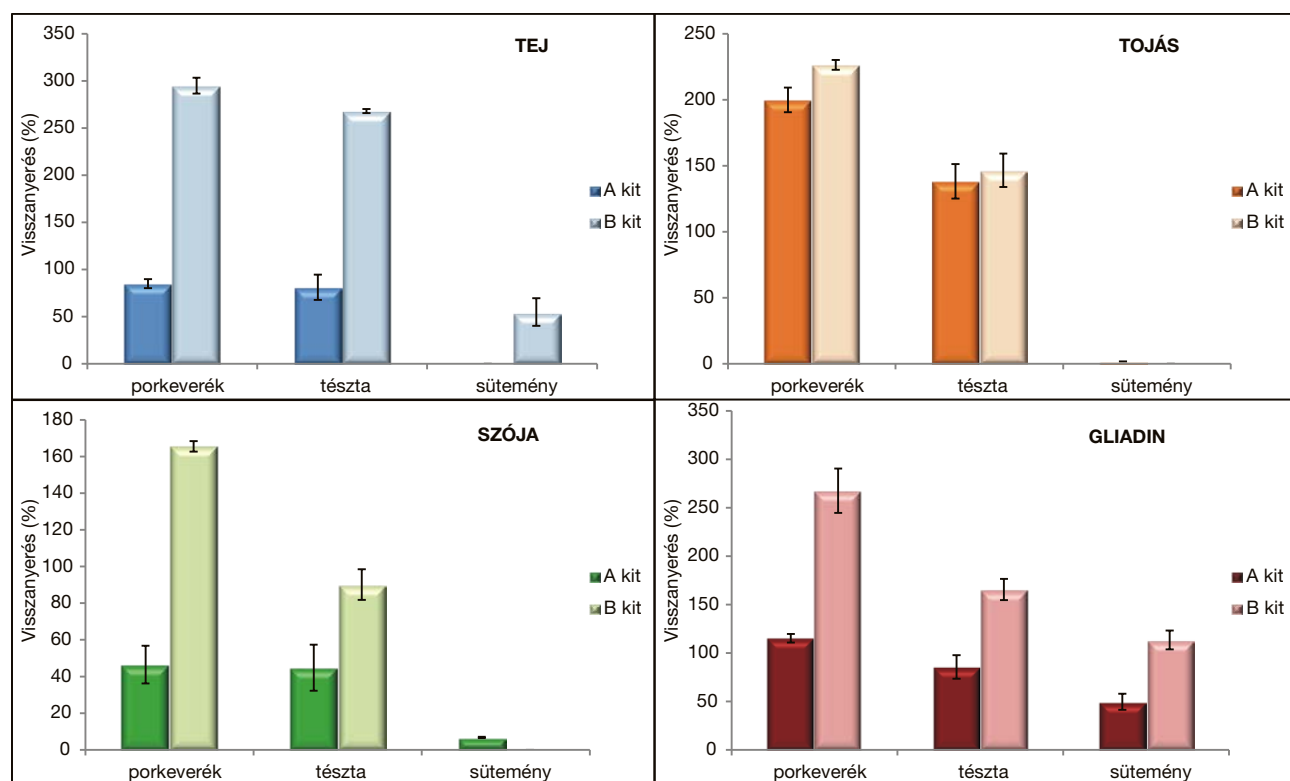 TEJ
Visszanyerés (%)
350
300
250
200
150
100
50
0
porkeverék tészta sütemény
A kit
B kit
TOJÁS
Visszanyerés (%)
250
200
150
100
50
0
porkeverék tészta sütemény
A kit
B kit
SZÓJA
Visszanyerés (%)
180
160
140
120
100
80
60
40
20
0
porkeverék tészta sütemény
A kit
B kit
GLIADIN
Visszanyerés (%)
350
300
250
200
150
100
50
0
porkeverék tészta sütemény
A kit
B kit